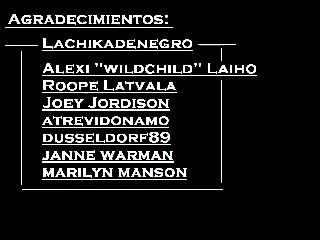 Agradecimientos:
Lachikadenegro
Alexi "wildchild" Laiho
Roope Latvala
Joey Jordison
atrevidonamo
dusseldorf89
janne warman
marilyn manson